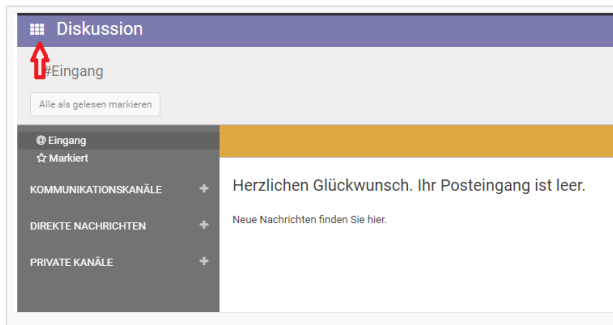 Diskussion
#Eingang
Alle als gelesen markieren
@ Eingang
☆ Markiert
KOMMUNIKATIONSKANÄLE +
DIREKTE NACHRICHTEN +
PRIVATE KANÄLE +
Herzlichen Glückwunsch. Ihr Posteingang ist leer.
Neue Nachrichten finden Sie hier.